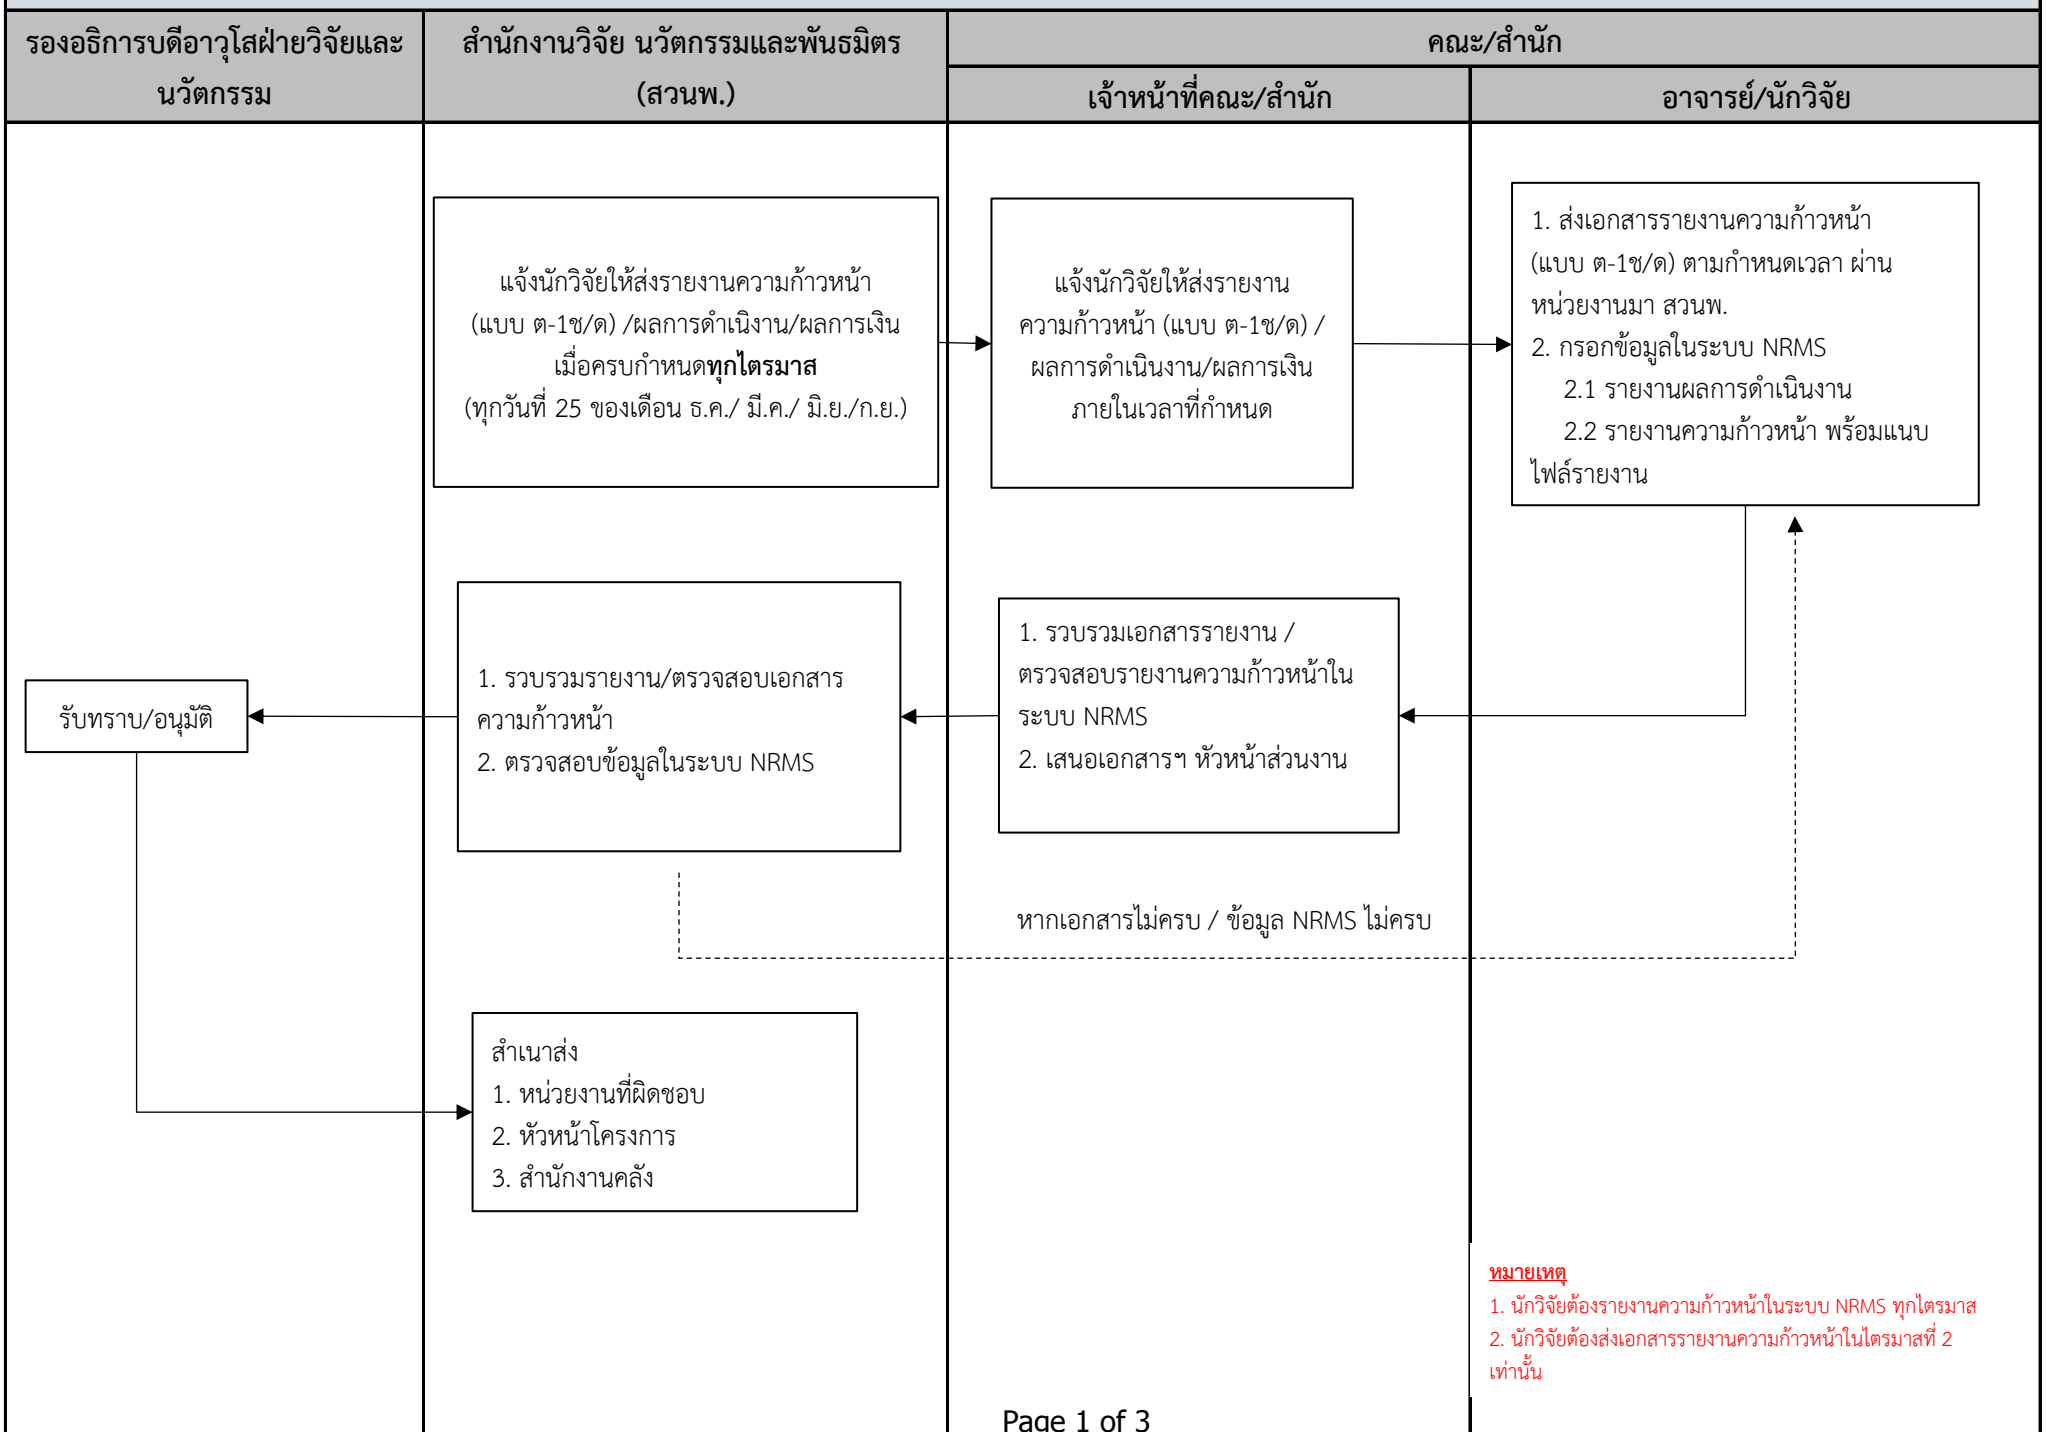 รองอธิการบดีอาวุโสฝ่ายวิจัยและ
นวัตกรรม
สำนักงานวิจัย นวัตกรรมและพันธมิตร
(สวนพ.)
คณะ/สำนัก
เจ้าหน้าที่คณะ/สำนัก
อาจารย์/นักวิจัย
แจ้งนักวิจัยให้ส่งรายงานความก้าวหน้า
(แบบ ต-1ช/ด) /ผลการดำเนิงาน/ผลการเงิน
เมื่อครบกำหนดทุกไตรมาส
(ทุกวันที่ 25 ของเดือน ธ.ค./ มี.ค./ มิ.ย./ก.ย.)
แจ้งนักวิจัยให้ส่งรายงาน
ความก้าวหน้า (แบบ ต-1ช/ด) /
ผลการดำเนินงาน/ผลการเงิน
ภายในเวลาที่กำหนด
1. ส่งเอกสารรายงานความก้าวหน้า
(แบบ ต-1ช/ด) ตามกำหนดเวลา ผ่าน
หน่วยงานมา สวนพ.
2. กรอกข้อมูลในระบบ NRMS
2.1 รายงานผลการดำเนินงาน
2.2 รายงานความก้าวหน้า พร้อมแนบ
ไฟล์รายงาน
รับทราบ/อนุมัติ
1. รวบรวมรายงาน/ตรวจสอบเอกสาร
ความก้าวหน้า
2. ตรวจสอบข้อมูลในระบบ NRMS
1. รวบรวมเอกสารรายงาน /
ตรวจสอบรายงานความก้าวหน้าใน
ระบบ NRMS
2. เสนอเอกสารฯ หัวหน้าส่วนงาน
หากเอกสารไม่ครบ / ข้อมูล NRMS ไม่ครบ
สำเนาส่ง
1. หน่วยงานที่ผิดชอบ
2. หัวหน้าโครงการ
3. สำนักงานคลัง
หมายเหตุ
1. นักวิจัยต้องรายงานความก้าวหน้าในระบบ NRMS ทุกไตรมาส
2. นักวิจัยต้องส่งเอกสารรายงานความก้าวหน้าในไตรมาสที่ 2
เท่านั้น
Page 1 of 3